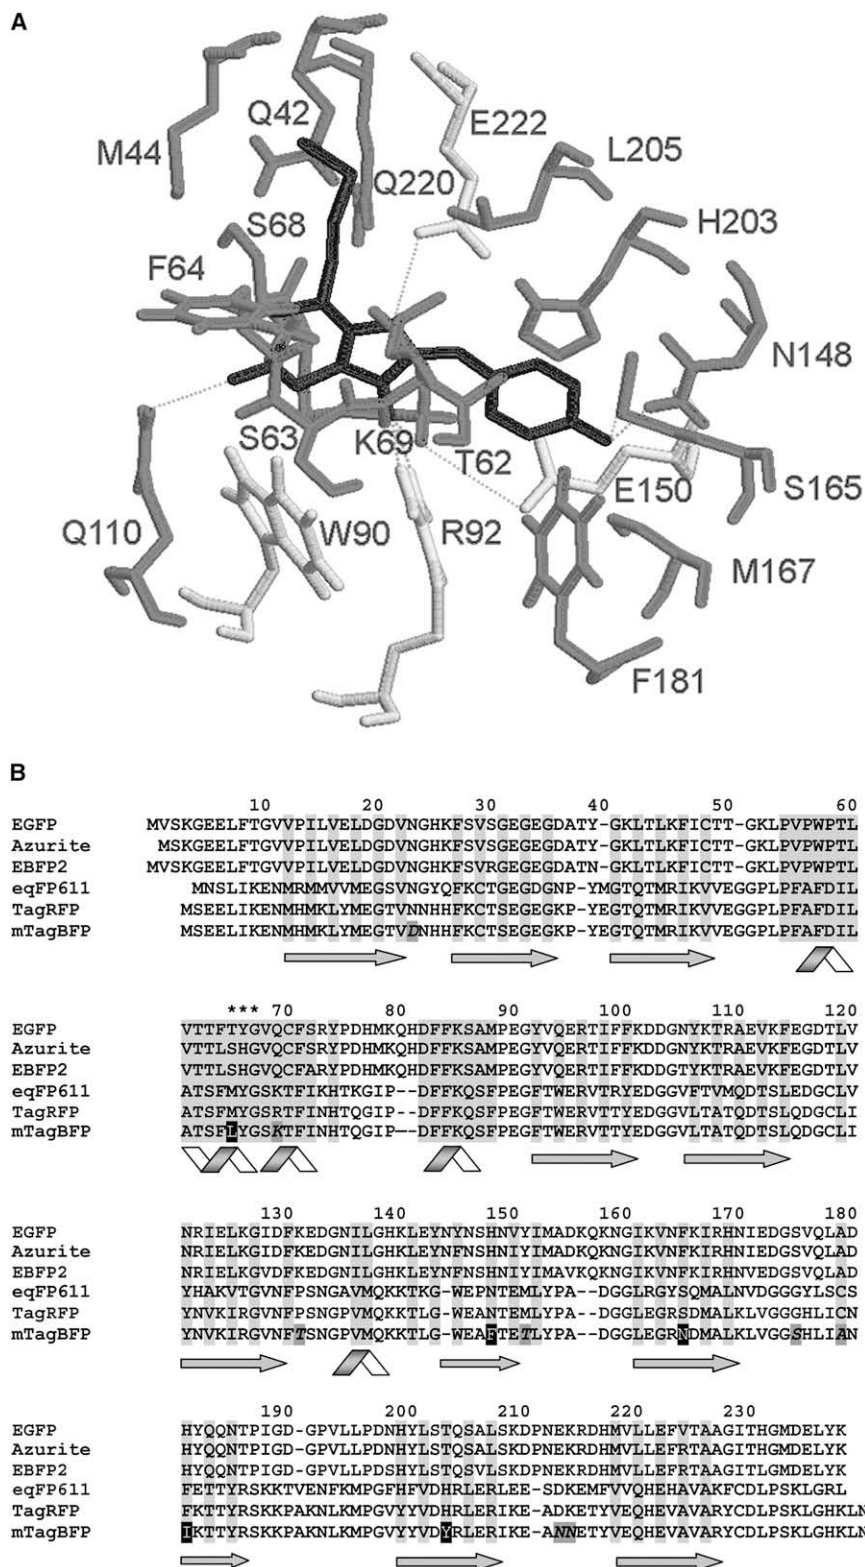 A
Q42
E222
M44
L205
Q220
S68
H203
F64
N148
S63
K69
T62
E150
S165
Q110
W90
R92
M167
F181
B
10 20 30 40 50 60
EGFP MVSKGEELFTGVVPILVELDGDVNGHKFSVSGEGEGDATY-GKLTLKFICTT-GKLPVPWPTL
Azurite MSKGEELFTGVVPILVELDGDVNGHKFSVSGEGEGDATY-GKLTLKFICTT-GKLPVPWPTL
EBFP2 MVSKGEELFTGVVPILVELDGDVNGHKFSVRGEGEGDATN-GKLTLKFICTT-GKLPVPWPTL
eqFP611 MNSLIKENMRMMVVMEGSVNGYQFKCTGEGDGNP-YMGTQTMRIKVVEGGPLPFAFDIL
TagRFP MSEELIKENMHMKLYMEGTVNNHHFKCTSEGEGKP-YEGTQTMRIKVVEGGPLPFAFDIL
mTagBFP MSEELIKENMHMKLYMEGTVDNHHFKCTSEGEGKP-YEGTQTMRIKVVEGGPLPFAFDIL
*** 70 80 90 100 110 120
EGFP VTTFTYGVQCFSRYPDHMKQHDFFKSAMPEGYVQERTIFFKDDGNYKTRAEVKFEGDTLV
Azurite VTTLSHGVQCFSRYPDHMKQHDFFKSAMPEGYVQERTIFFKDDGNYKTRAEVKFEGDTLV
EBFP2 VTTLSHGVQCFARYPDHMKQHDFFKSAMPEGYVQERTIFFKDDGTYKTRAEVKFEGDTLV
eqFP611 ATSFMYGSKTFIKHTKGIP--DFFKQSFPEGFTWERVTRYEDGGVFTVMQDTSLEDGCLV
TagRFP ATSFMYGSRTFINHTQGIP--DFFKQSFPEGFTWERVTTYEDGGVLTATQDTSLQDGCLI
mTagBFP ATSFLYGSKTFINHTQGIP--DFFKQSFPEGFTWERVTTYEDGGVLTATQDTSLQDGCLI
130 140 150 160 170 180
EGFP NRIELKGIDFKEDGNILGHKLEYNYNSHNVYIMADKQKNGIKVNFKIRHNIEDGSVQLAD
Azurite NRIELKGIDFKEDGNILGHKLEYNFNSHNIYIMADKQKNGIKVNFKIRHNVEDGSVQLAD
EBFP2 NRIELKGVDFKEDGNILGHKLEYNFNSHNIYIMAVKQKNGIKVNFKIRHNVEDGSVQLAD
eqFP611 YHAKVTGVNFPSNGAVMQKKTKG-WEPNTEMLYPA--DGGLRGYSQMALNVDGGGYLSCS
TagRFP YNVKIRGVNFPSNGPVMQKKTLG-WEANTEMLYPA--DGGLEGRSDMALKLVGGGHLICN
mTagBFP YNVKIRGVNFTSNGPVMQKKTLG-WEAFTETLYPA--DGGLEGRNDMALKLVGGSHLIAN
190 200 210 220 230
EGFP HYQQNTPIGD-GPVLLPDNHYLSTQSALSKDPNEKRDHMVLLEFVTAAGITHGMDELYK
Azurite HYQQNTPIGD-GPVLLPDNHYLSTQSALSKDPNEKRDHMVLLEFRTAAGITHGMDELYK
EBFP2 HYQQNTPIGD-GPVLLPDSHYLSTQSVLSKDPNEKRDHMVLLEFRTAAGITLGMDELYK
eqFP611 FETTYRSKKTVENFKMPGFHFVDHRLERLEE-SDKEMFVVQHEHAVAKFCDLPSKLGRL
TagRFP FKTTYRSKKPAKNLKMPGVYYVDHRLERIKE-ADKETYVEQHEVAVARYCDLPSKLGHKLN
mTagBFP IKTTYRSKKPAKNLKMPGVYYVDYRLERIKE-ANNETYVEQHEVAVARYCDLPSKLGHKLN